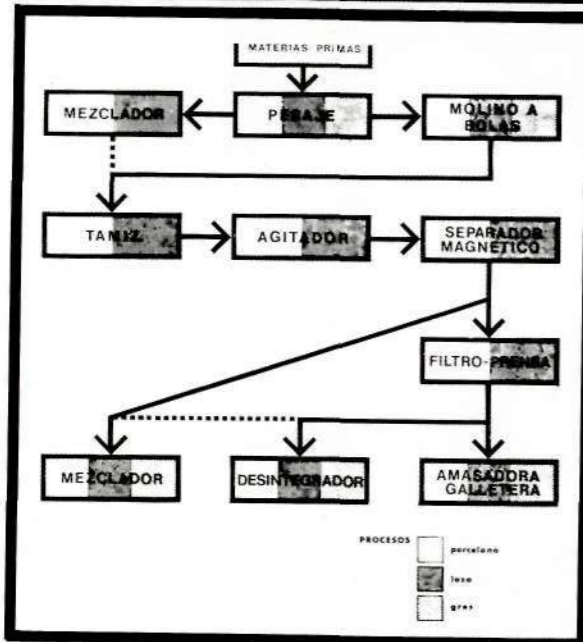 MATERIAS PRIMAS
MEZCLADOR
PESAJE
MOLINO A
BOLAS
TAMIZ
AGITADOR
SEPARADOR
MAGNÉTICO
FILTRO-PRENSA
MEZCLADOR
DESINTEGRADOR
AMASADORA
GALLETERA
PROCESOS
porcelana
loza
gres